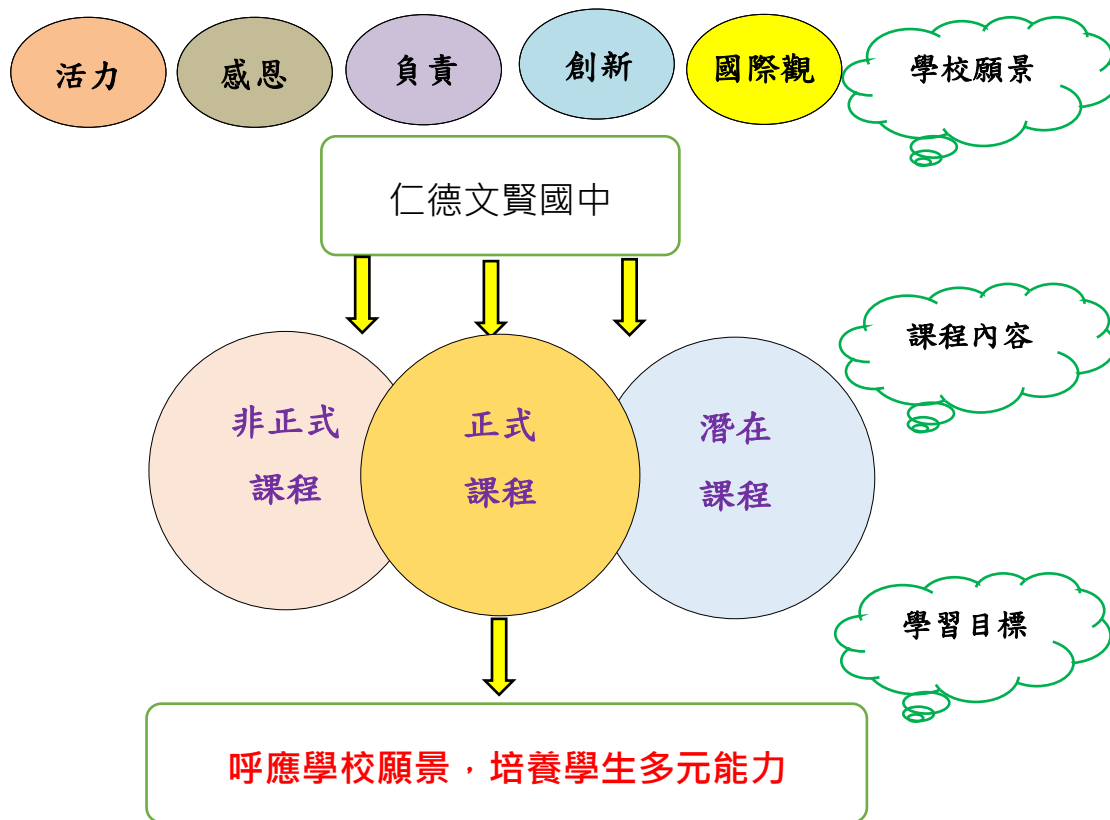 活力
感恩
負責
創新
國際觀
學校願景
仁德文賢國中
課程內容
非正式
課程
正式
課程
潛在
課程
學習目標
呼應學校願景，培養學生多元能力